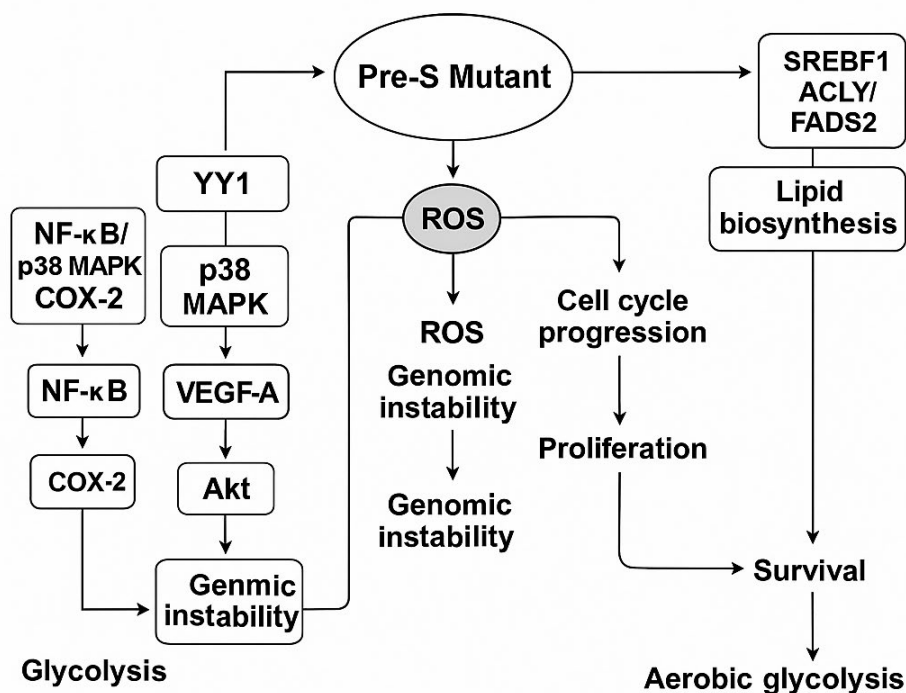 Pre-S Mutant
SREBF1
ACLY/
FADS2
YY1
ROS
Lipid
biosynthesis
NF-κB/
p38 MAPK
COX-2
p38
MAPK
ROS
Cell cycle
progression
NF-κB
VEGF-A
Genomic
instability
Proliferation
COX-2
Akt
Genomic
instability
Survival
Genmic
instability
Glycolysis
Aerobic glycolysis